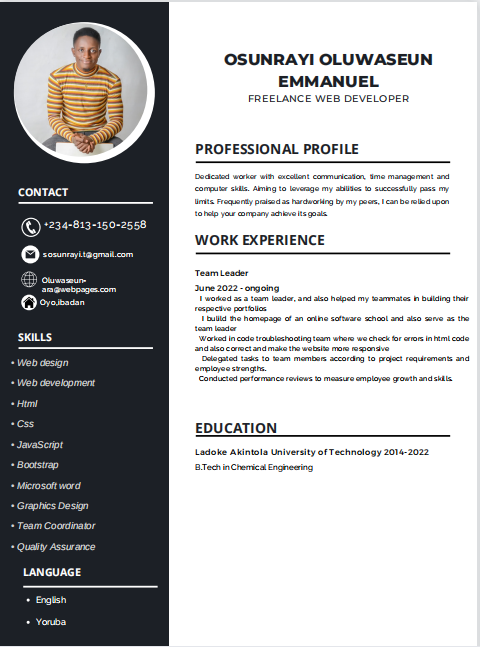 OSUNRAYI OLUWASEUN
EMMANUEL
FREELANCE WEB DEVELOPER
CONTACT
+234-813-150-2558
sosunrayi.t@gmail.com
Oluwaseun-
ara@webpages.com
Oyo,ibadan
SKILLS
• Web design
• Web development
• Html
• Css
• JavaScript
• Bootstrap
• Microsoft word
• Graphics Design
• Team Coordinator
• Quality Assurance
LANGUAGE
• English
• Yoruba
PROFESSIONAL PROFILE
Dedicated worker with excellent communication, time management and
computer skills. Aiming to leverage my abilities to successfully pass my
limits. Frequently praised as hardworking by my peers, I can be relied upon
to help your company achieve its goals.
WORK EXPERIENCE
Team Leader
June 2022 - ongoing
I worked as a team leader, and also helped my teammates in building their
respective portfolios
I build the homepage of an online software school and also serve as the
team leader
Worked in code troubleshooting team where we check for errors in html code
and also correct and make the website more responsive
Delegated tasks to team members according to project requirements and
employee strengths.
Conducted performance reviews to measure employee growth and skills.
EDUCATION
Ladoke Akintola University of Technology 2014-2022
B.Tech in Chemical Engineering